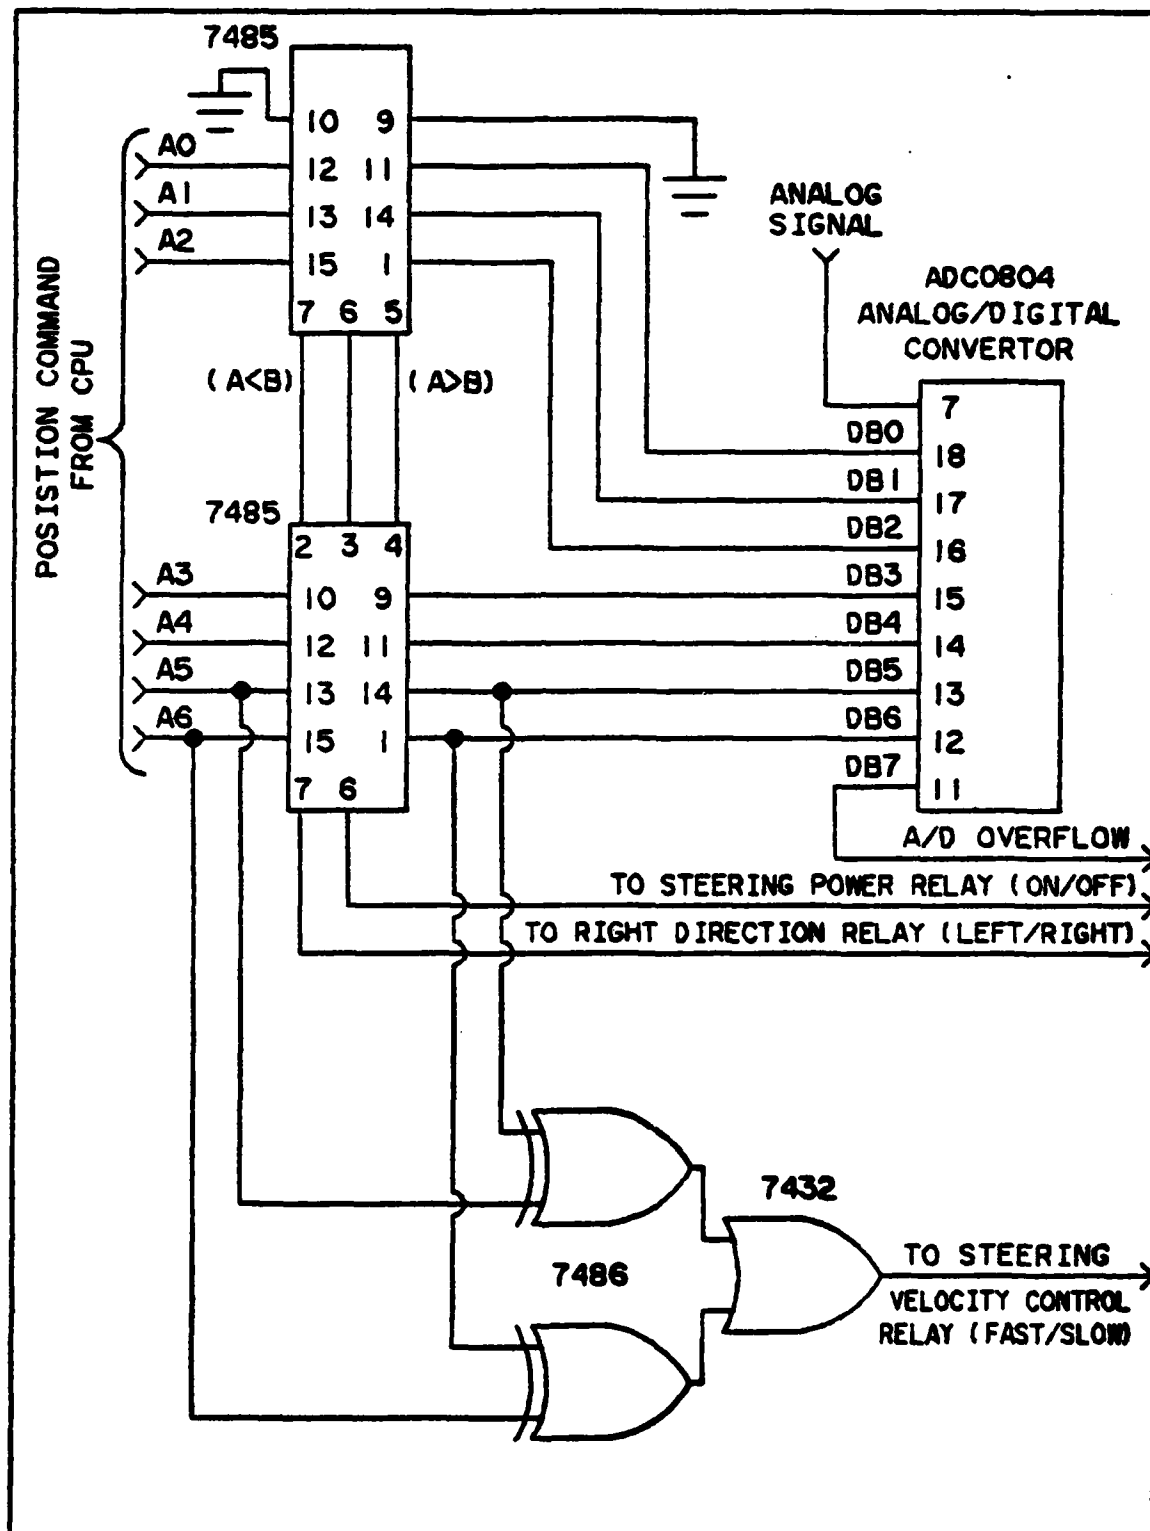 7485
10 9
A0
12 11
A1
13 14
A2
15 1
7 6 5
(A<B)
(A>B)
POSISTION COMMAND
FROM CPU
ANALOG
SIGNAL
ADC0804
ANALOG/DIGITAL
CONVERTOR
7
DB0
18
DB1
17
DB2
16
DB3
15
DB4
14
DB5
13
DB6
12
DB7
11
7485
2 3 4
A3
10 9
A4
12 11
A5
13 14
A6
15 1
7 6
A/D OVERFLOW
TO STEERING POWER RELAY (ON/OFF)
TO RIGHT DIRECTION RELAY (LEFT/RIGHT)
7432
7486
TO STEERING
VELOCITY CONTROL
RELAY (FAST/SLOW)